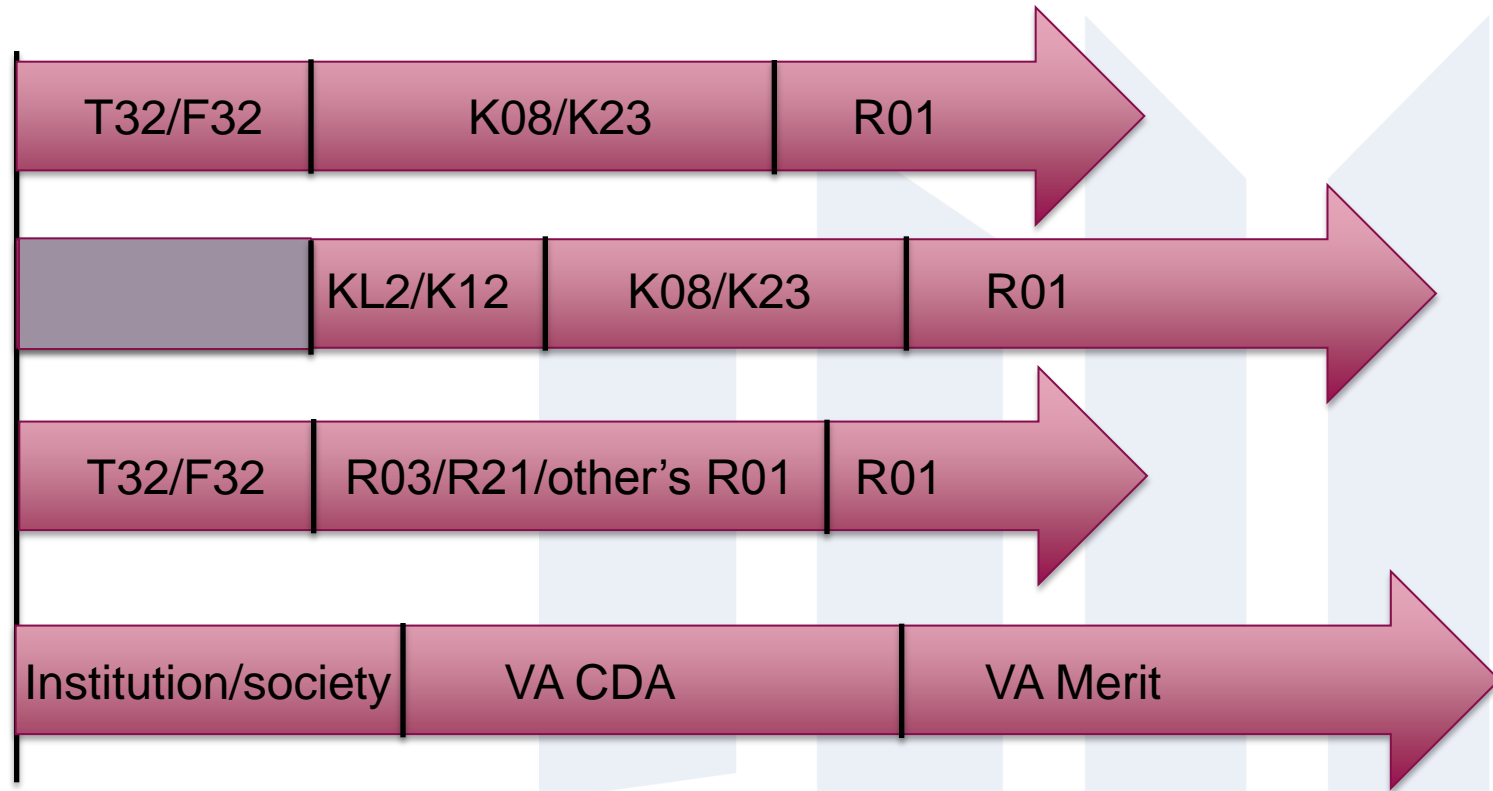 T32/F32 K08/K23 R01
KL2/K12 K08/K23 R01
T32/F32 R03/R21/other’s R01 R01
Institution/society VA CDA VA Merit